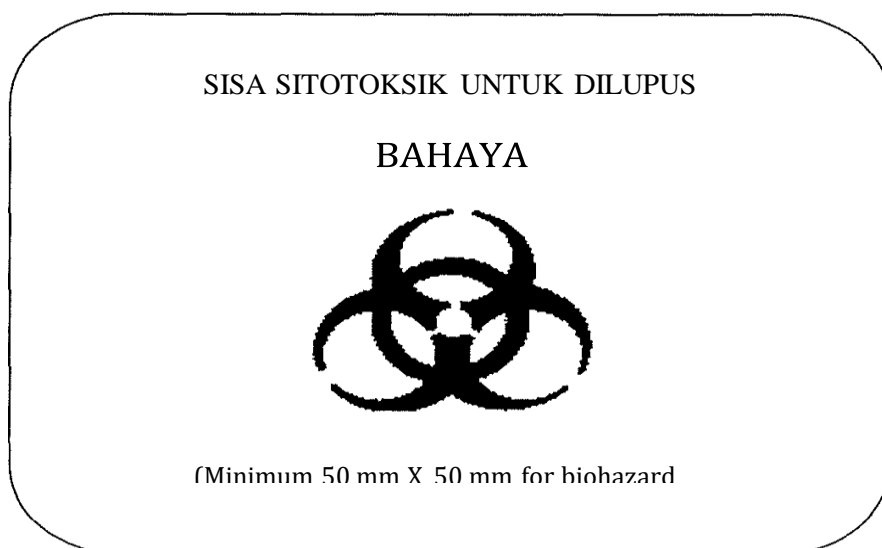 SISA SITOTOKSIK UNTUK DILUPUS
BAHAYA
(Minimum 50 mm X 50 mm for biohazard